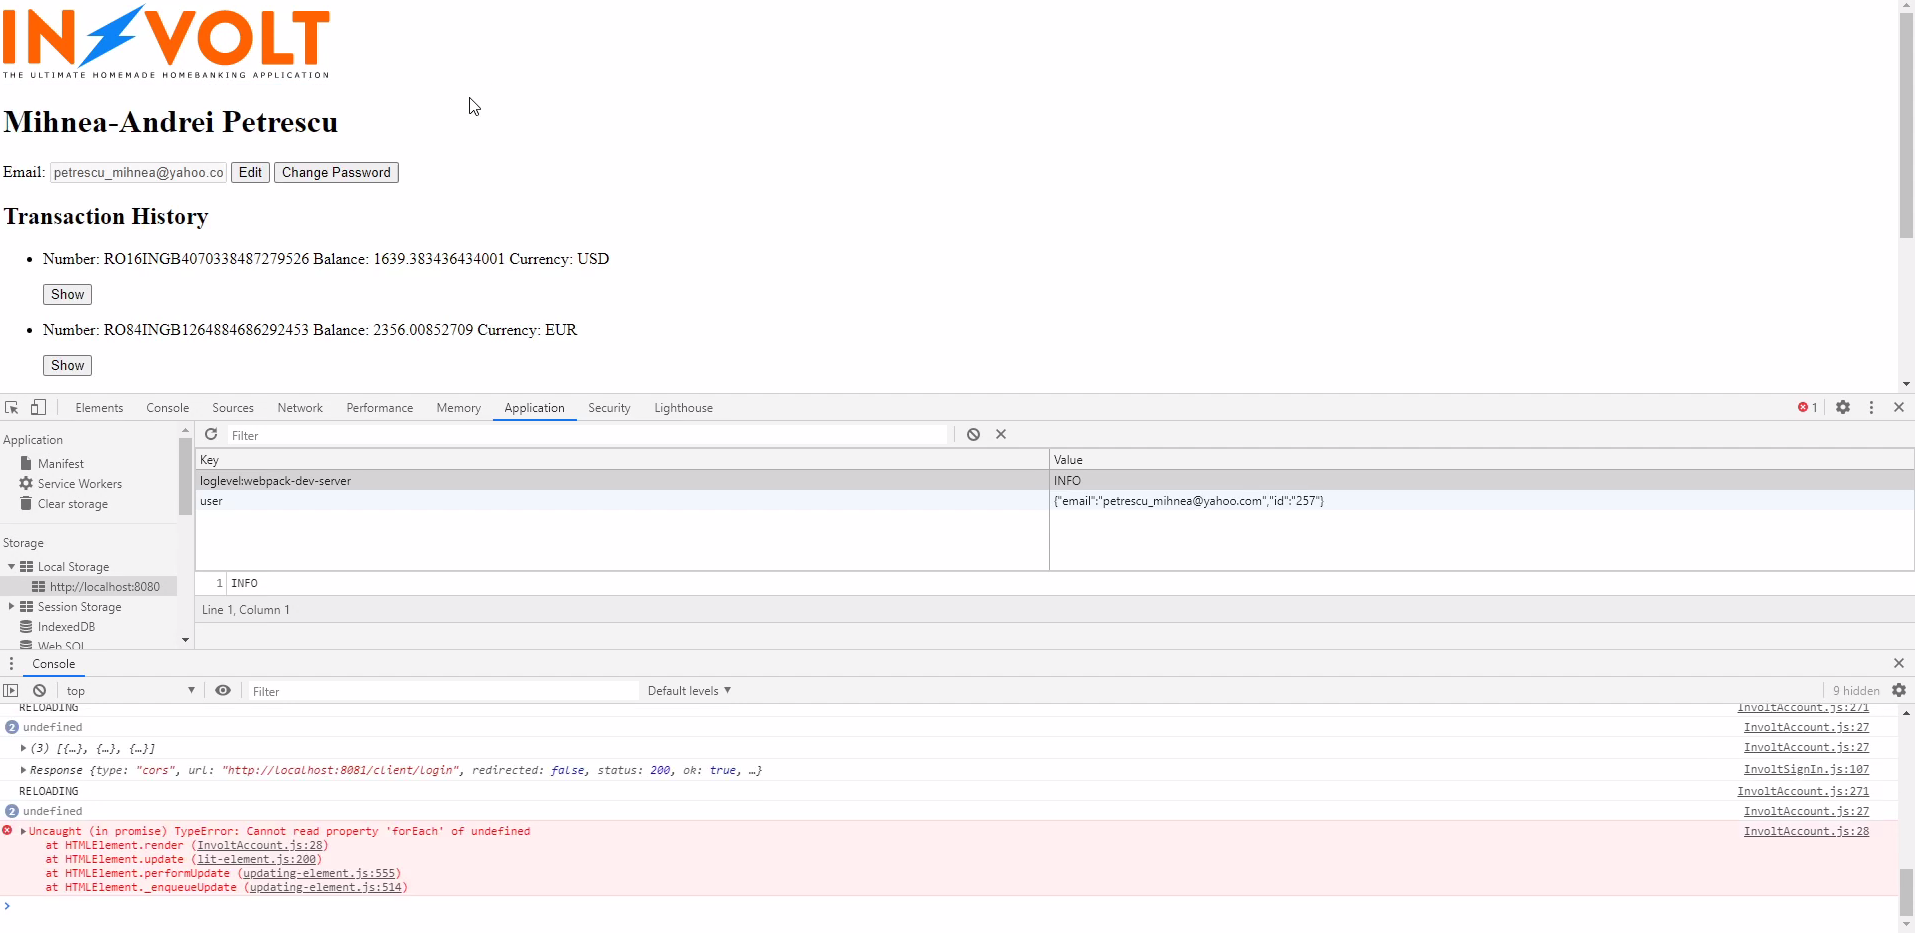 IN VOLT
THE ULTIMATE HOMEMADE HOMEBANKING APPLICATION
Mihnea-Andrei Petrescu
Email: petrescu_mihnea@yahoo.co Edit Change Password
Transaction History
• Number: RO16INGB4070338487279526 Balance: 1639.383436434001 Currency: USD
Show
• Number: RO84INGB1264884686292453 Balance: 2356.00852709 Currency: EUR
Show
Elements Console Sources Network Performance Memory Application Security Lighthouse 1
Application
Filter
Manifest
Service Workers
Clear storage
Key Value
loglevel:webpack-dev-server INFO
user {"email":"petrescu_mihnea@yahoo.com","id":"257"}
Storage
Local Storage
http://localhost:8080
Session Storage
IndexedDB
Web SQL
1 INFO
Line 1, Column 1
Console
top Filter Default levels ▼ 9 hidden
RELOADING InvoltAccount.js:271
2 undefined InvoltAccount.js:27
(3) [{…}, {…}, {…}] InvoltAccount.js:27
Response {type: "cors", url: "http://localhost:8081/client/login", redirected: false, status: 200, ok: true, …} InvoltSignIn.js:107
RELOADING InvoltAccount.js:271
2 undefined InvoltAccount.js:27
Uncaught (in promise) TypeError: Cannot read property 'forEach' of undefined InvoltAccount.js:28
at HTMLElement.render (InvoltAccount.js:28)
at HTMLElement.update (lit-element.js:200)
at HTMLElement.performUpdate (updating-element.js:555)
at HTMLElement._enqueueUpdate (updating-element.js:514)